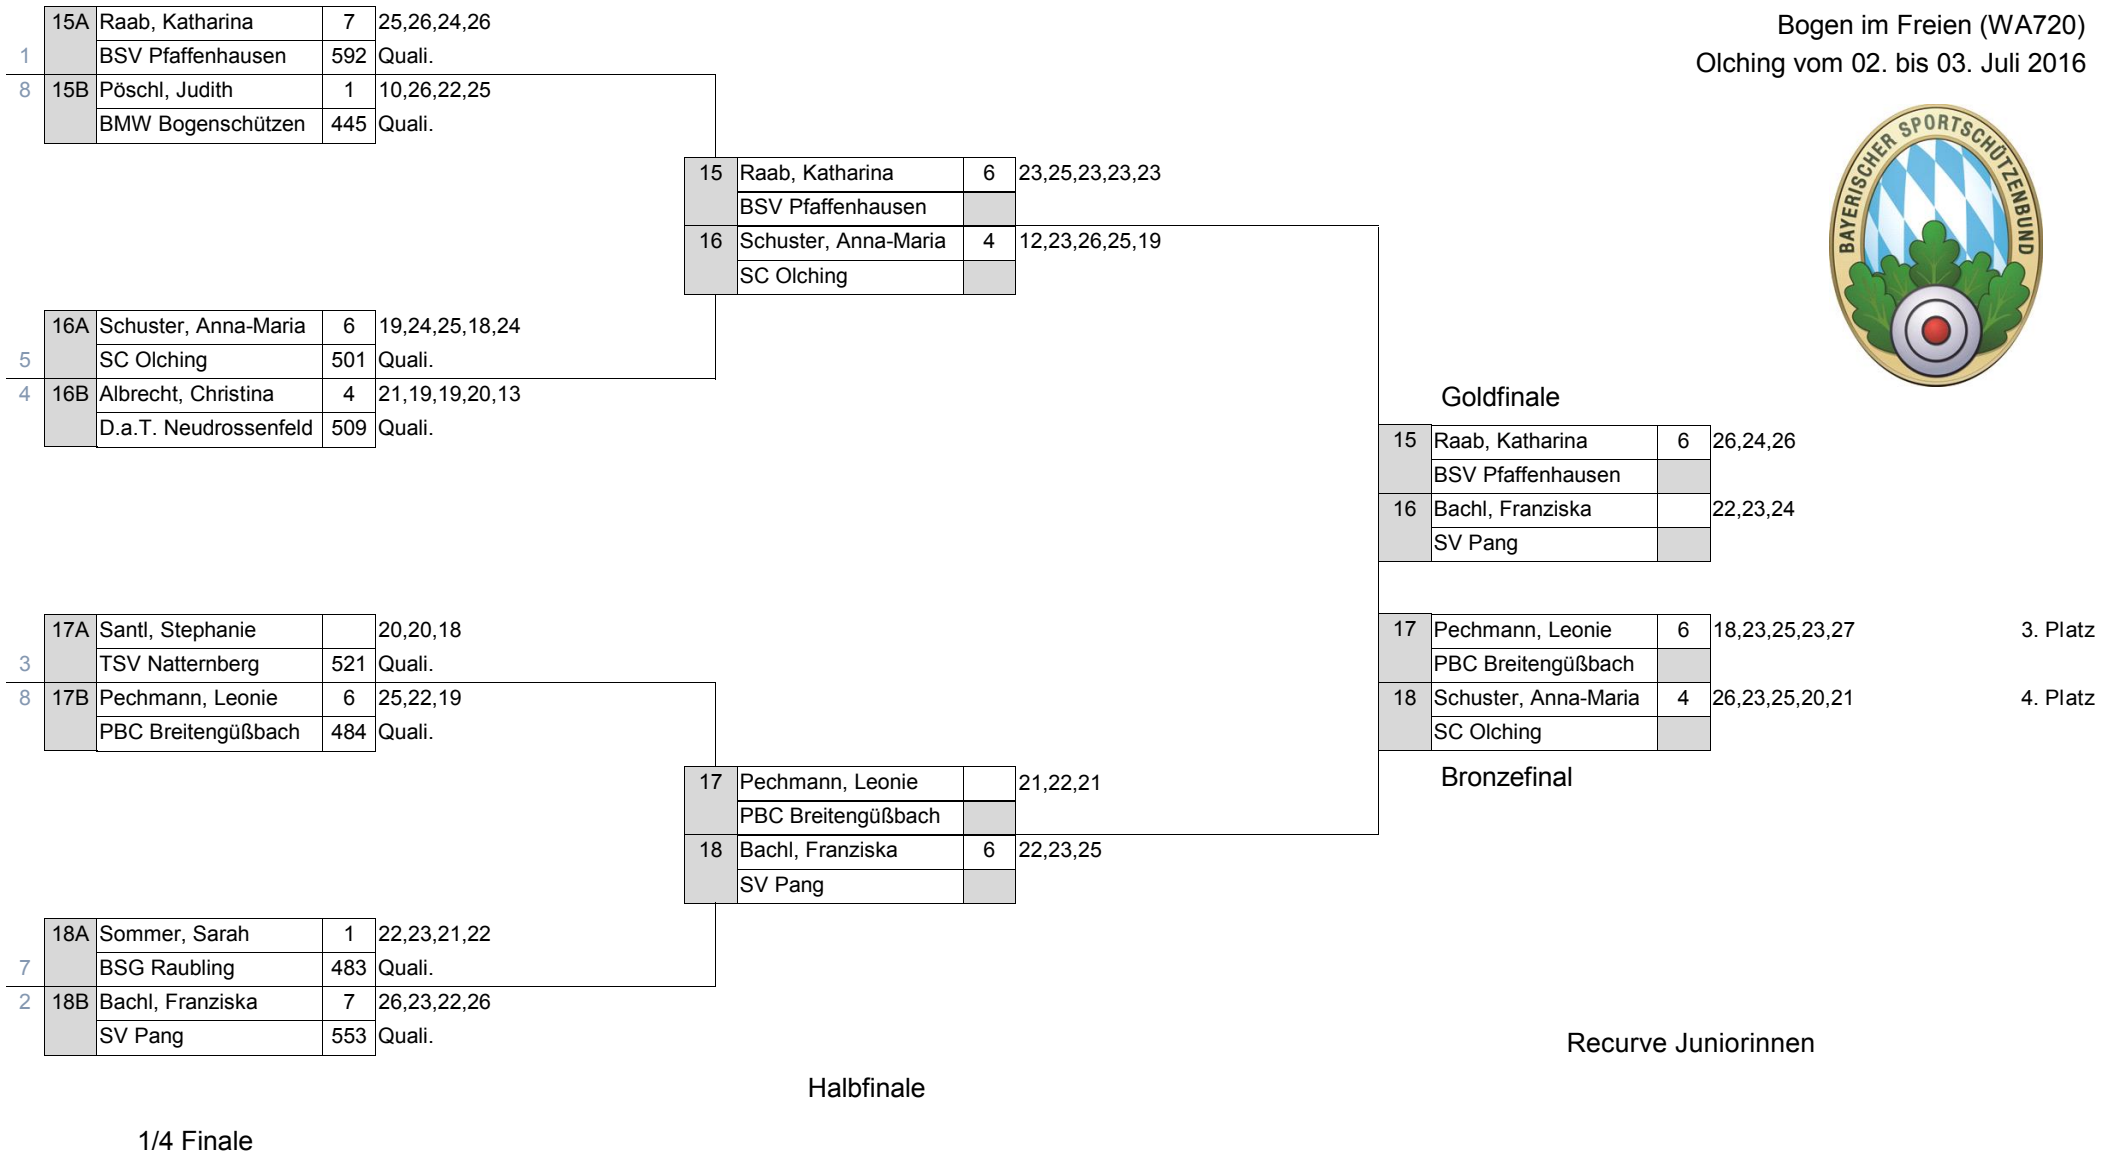 Bogen im Freien (WA720)
Olching vom 02. bis 03. Juli 2016
BAYERISCHER SPORTSCHÜTZENBUND
15A Raab, Katharina 7 25,26,24,26
1 BSV Pfaffenhausen 592 Quali.
8 15B Pöschl, Judith 1 10,26,22,25
BMW Bogenschützen 445 Quali.
16A Schuster, Anna-Maria 6 19,24,25,18,24
5 SC Olching 501 Quali.
4 16B Albrecht, Christina 4 21,19,19,20,13
D.a.T. Neudrossenfeld 509 Quali.
17A Santl, Stephanie 20,20,18
3 TSV Natternberg 521 Quali.
8 17B Pechmann, Leonie 6 25,22,19
PBC Breitengüßbach 484 Quali.
18A Sommer, Sarah 1 22,23,21,22
7 BSG Raubling 483 Quali.
2 18B Bachl, Franziska 7 26,23,22,26
SV Pang 553 Quali.
1/4 Finale
15 Raab, Katharina 6 23,25,23,23,23
BSV Pfaffenhausen
16 Schuster, Anna-Maria 4 12,23,26,25,19
SC Olching
17 Pechmann, Leonie 21,22,21
PBC Breitengüßbach
18 Bachl, Franziska 6 22,23,25
SV Pang
Halbfinale
Goldfinale
15 Raab, Katharina 6 26,24,26
BSV Pfaffenhausen
16 Bachl, Franziska 22,23,24
SV Pang
17 Pechmann, Leonie 6 18,23,25,23,27 3. Platz
PBC Breitengüßbach
18 Schuster, Anna-Maria 4 26,23,25,20,21 4. Platz
SC Olching
Bronzefinal
Recurve Juniorinnen